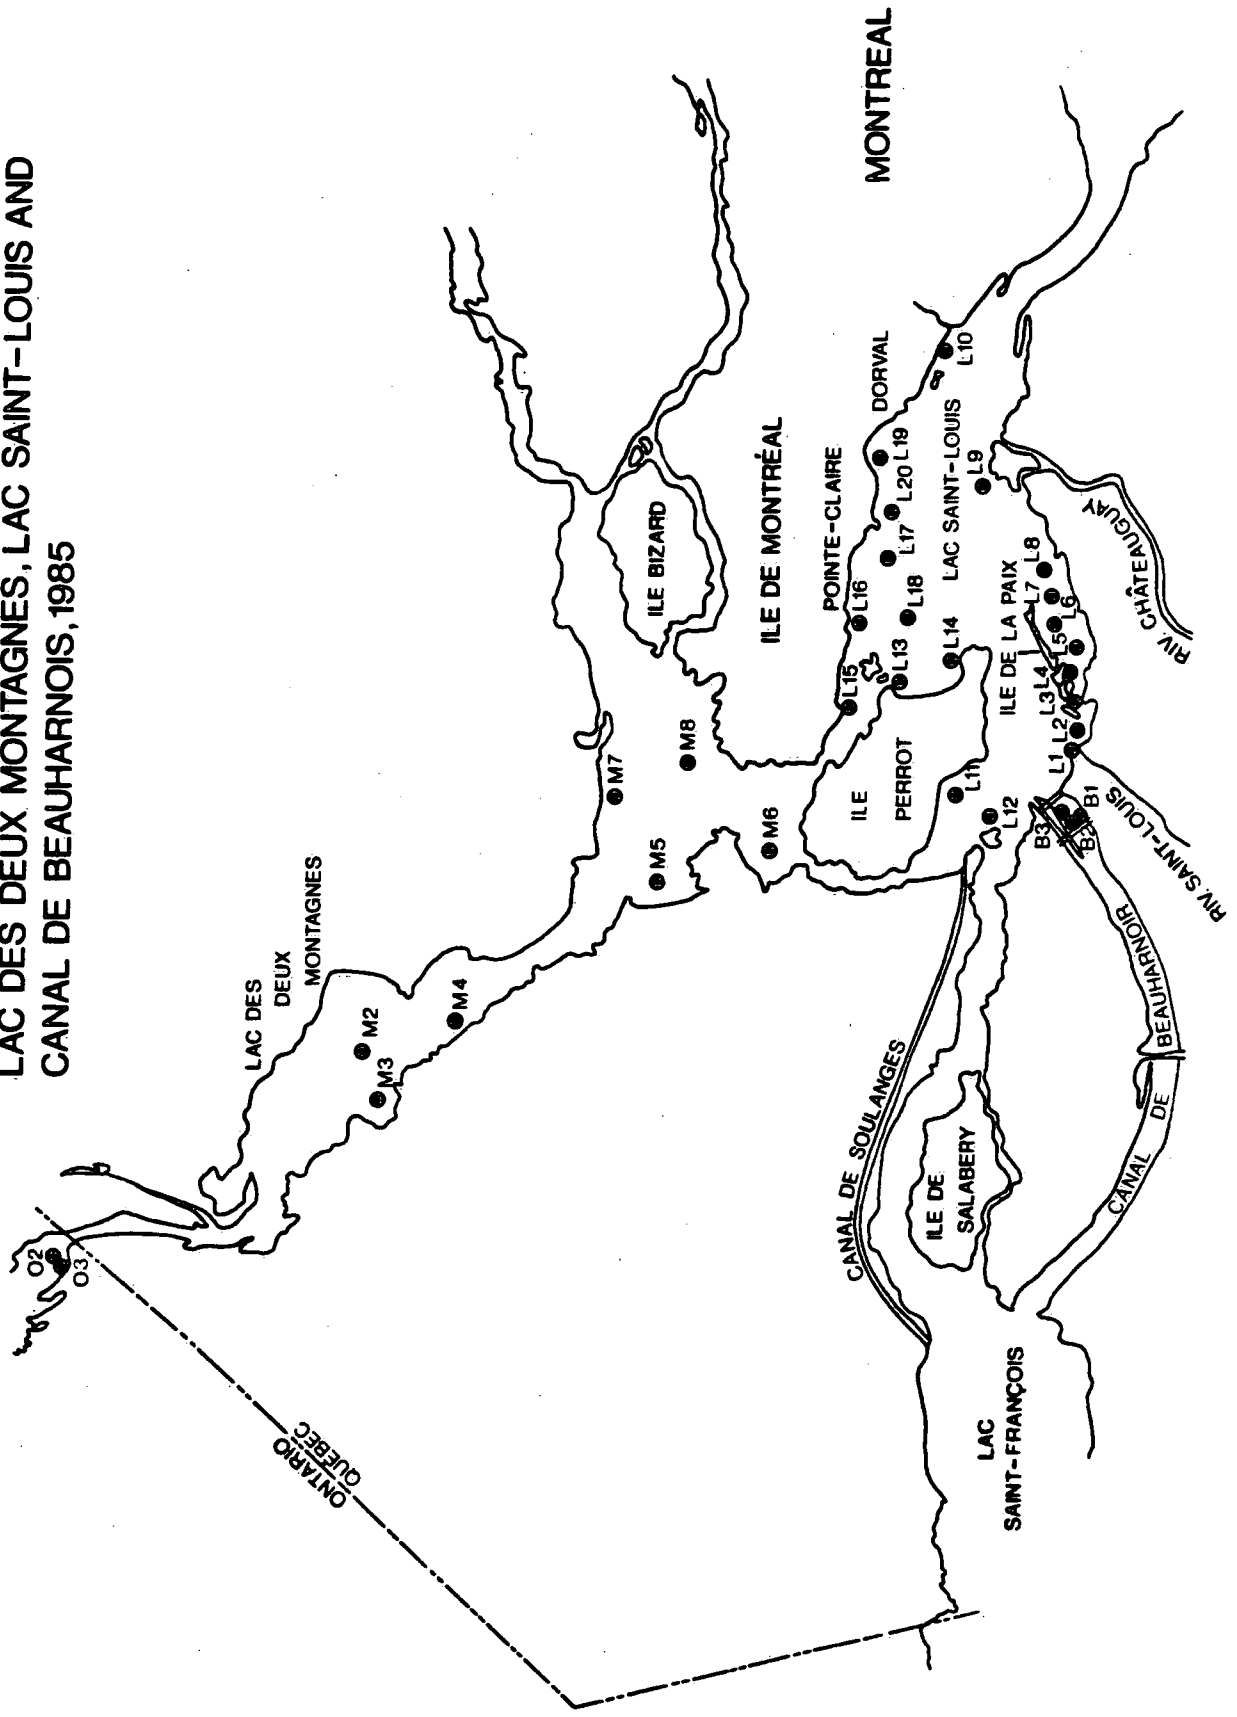 LAC DES DEUX MONTAGNES, LAC SAINT-LOUIS AND
CANAL DE BEAUHARNOIS, 1985
O2
O3
ONTARIO
QUÉBEC
LAC DES
DEUX
MONTAGNES
M2
M3
M4
M5
M6
M7
M8
ILE BIZARD
ILE DE MONTRÉAL
MONTREAL
POINTE-CLAIRE
DORVAL
L15
L16
L13
L18
L17
L20
L19
L10
L14
LAC SAINT-LOUIS
L9
ILE
PERROT
L11
L12
ILE DE LA PAIX
L1
L2
L3
L4
L5
L6
L7
L8
B3
B2
B1
RIV. CHÂTEAUGUAY
RIV. SAINT-LOUIS
CANAL DE SOULANGES
ILE DE
SALABERY
CANAL DE BEAUHARNOIR
LAC
SAINT-FRANÇOIS